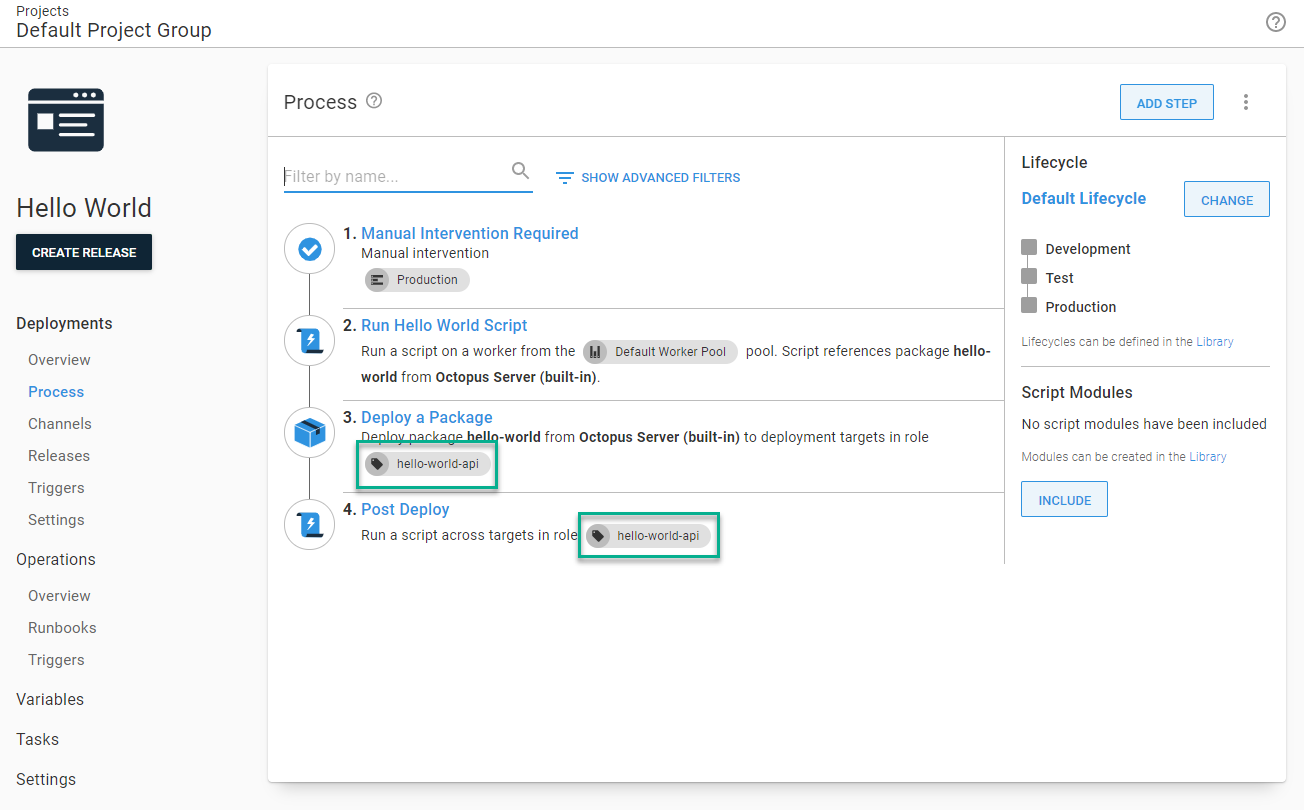 Projects
Default Project Group
Hello World
CREATE RELEASE
Deployments
Overview
Process
Channels
Releases
Triggers
Settings
Operations
Overview
Runbooks
Triggers
Variables
Tasks
Settings
Process
ADD STEP
Filter by name...
SHOW ADVANCED FILTERS
1. Manual Intervention Required
Manual intervention
Production
2. Run Hello World Script
Run a script on a worker from the Default Worker Pool pool. Script references package hello-
world from Octopus Server (built-in).
3. Deploy a Package
Deploy package hello-world from Octopus Server (built-in) to deployment targets in role
hello-world-api
4. Post Deploy
Run a script across targets in role hello-world-api
Lifecycle
Default Lifecycle
CHANGE
Development
Test
Production
Lifecycles can be defined in the Library
Script Modules
No script modules have been included
Modules can be created in the Library
INCLUDE